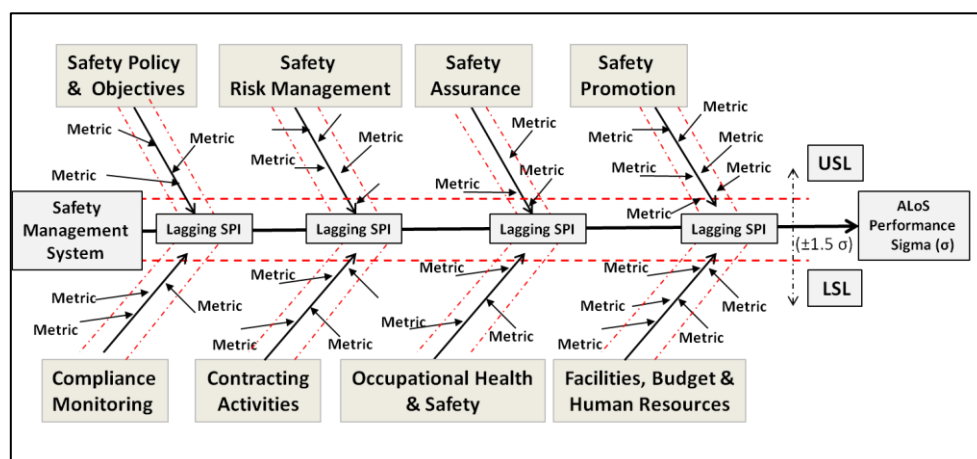 Safety Policy
& Objectives
Safety
Risk Management
Safety
Assurance
Safety
Promotion
Metric
Metric
Metric
Metric
Metric
Metric
Metric
Metric
Metric
Metric
Metric
Metric
Metric
Metric
USL
Safety
Management
System
Lagging SPI
Lagging SPI
Lagging SPI
Lagging SPI
ALoS
Performance
Sigma (σ)
(±1.5 σ)
LSL
Metric
Metric
Metric
Metric
Metric
Metric
Metric
Metric
Metric
Metric
Metric
Metric
Metric
Compliance
Monitoring
Contracting
Activities
Occupational Health
& Safety
Facilities, Budget &
Human Resources